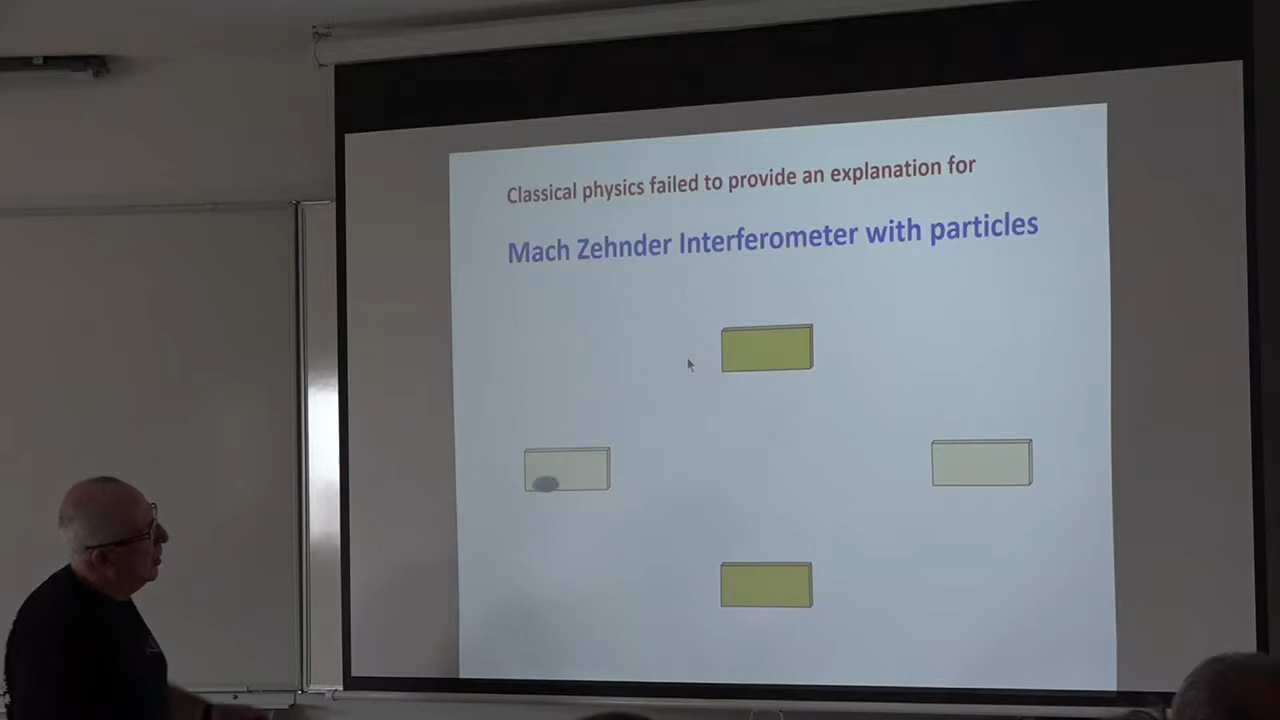 Classical physics failed to provide an explanation for
Mach Zehnder Interferometer with particles